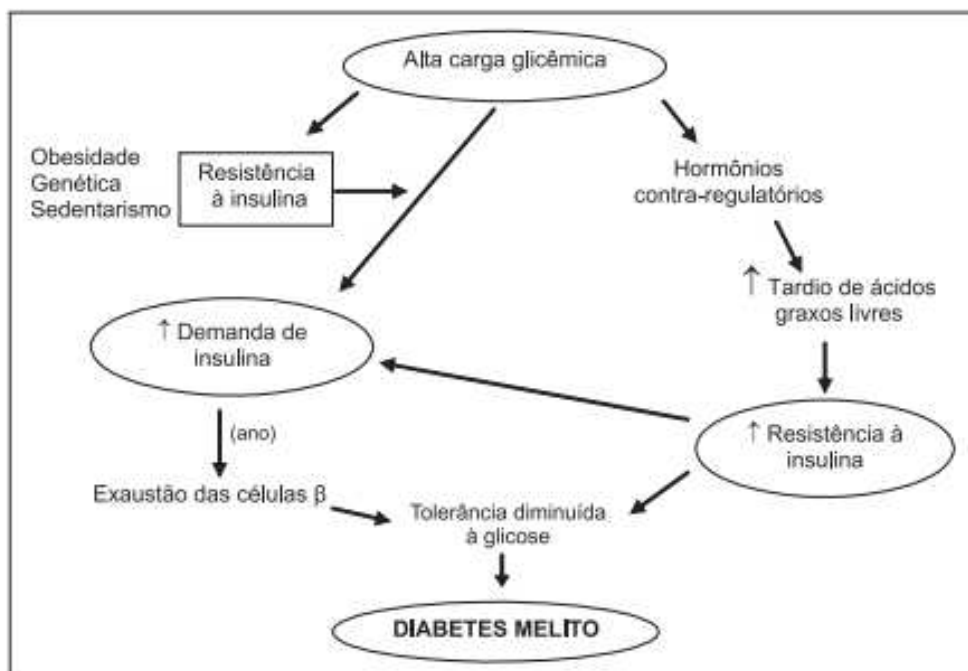 Alta carga glicêmica
Obesidade
Genética
Sedentarismo
Resistência
à insulina
Hormônios
contra-regulatórios
↑ Tardio de ácidos
graxos livres
↑ Demanda de
insulina
↑ Resistência à
insulina
(ano)
Exaustão das células β
Tolerância diminuída
à glicose
DIABETES MELITO